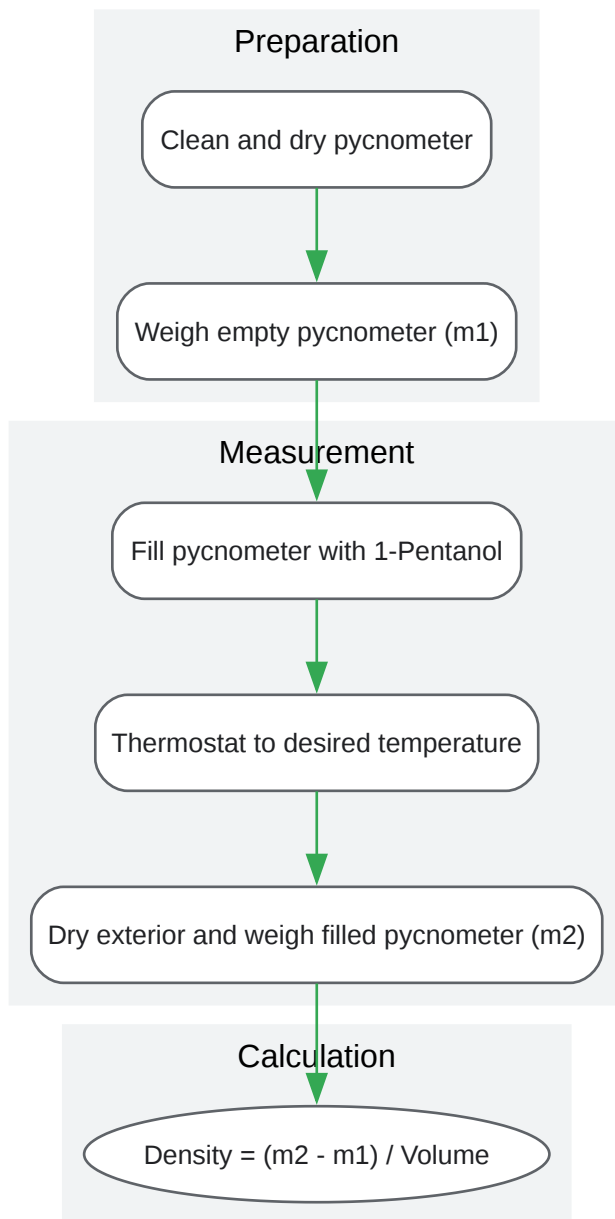 Preparation
Clean and dry pycnometer
Weigh empty pycnometer (m1)
Measurement
Fill pycnometer with 1-Pentanol
Thermostat to desired temperature
Dry exterior and weigh filled pycnometer (m2)
Calculation
Density = (m2 - m1) / Volume